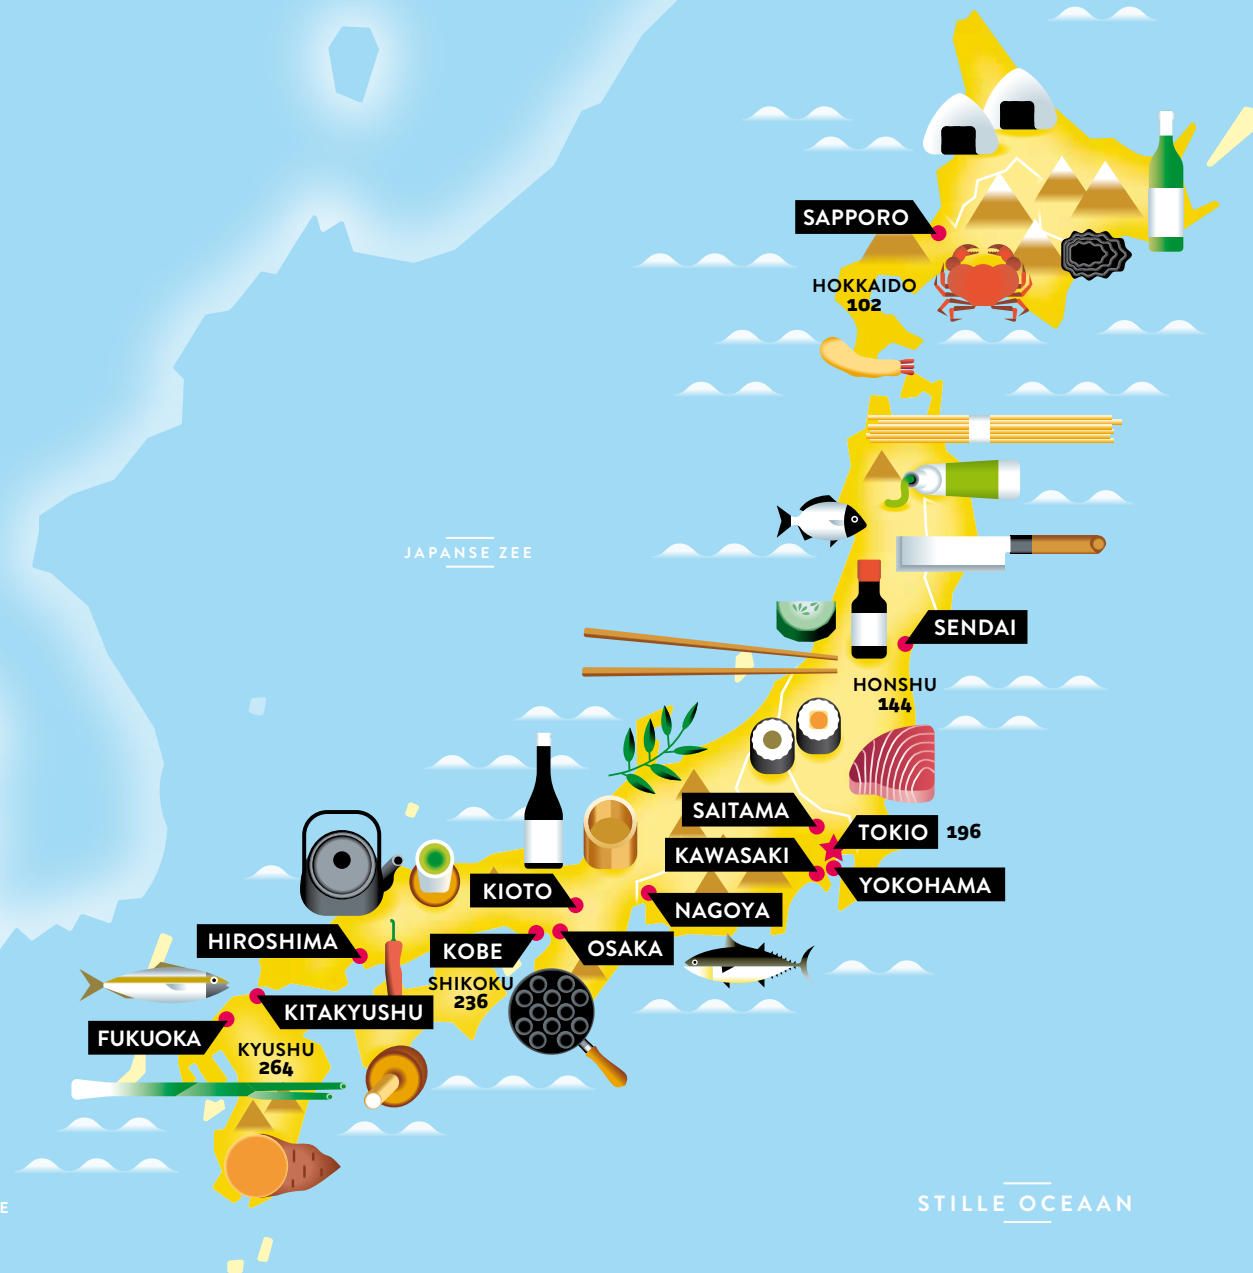 SAPPORO
HOKKAIDO
102
JAPANSE ZEE
SENDAI
HONSHU
144
SAITAMA
TOKIO 196
KAWASAKI
YOKOHAMA
KIOTO
NAGOYA
HIROSHIMA
KOBE
OSAKA
SHIKOKU
236
KITAKYUSHU
FUKUOKA
KYUSHU
264
STILLE OCEAAN
E